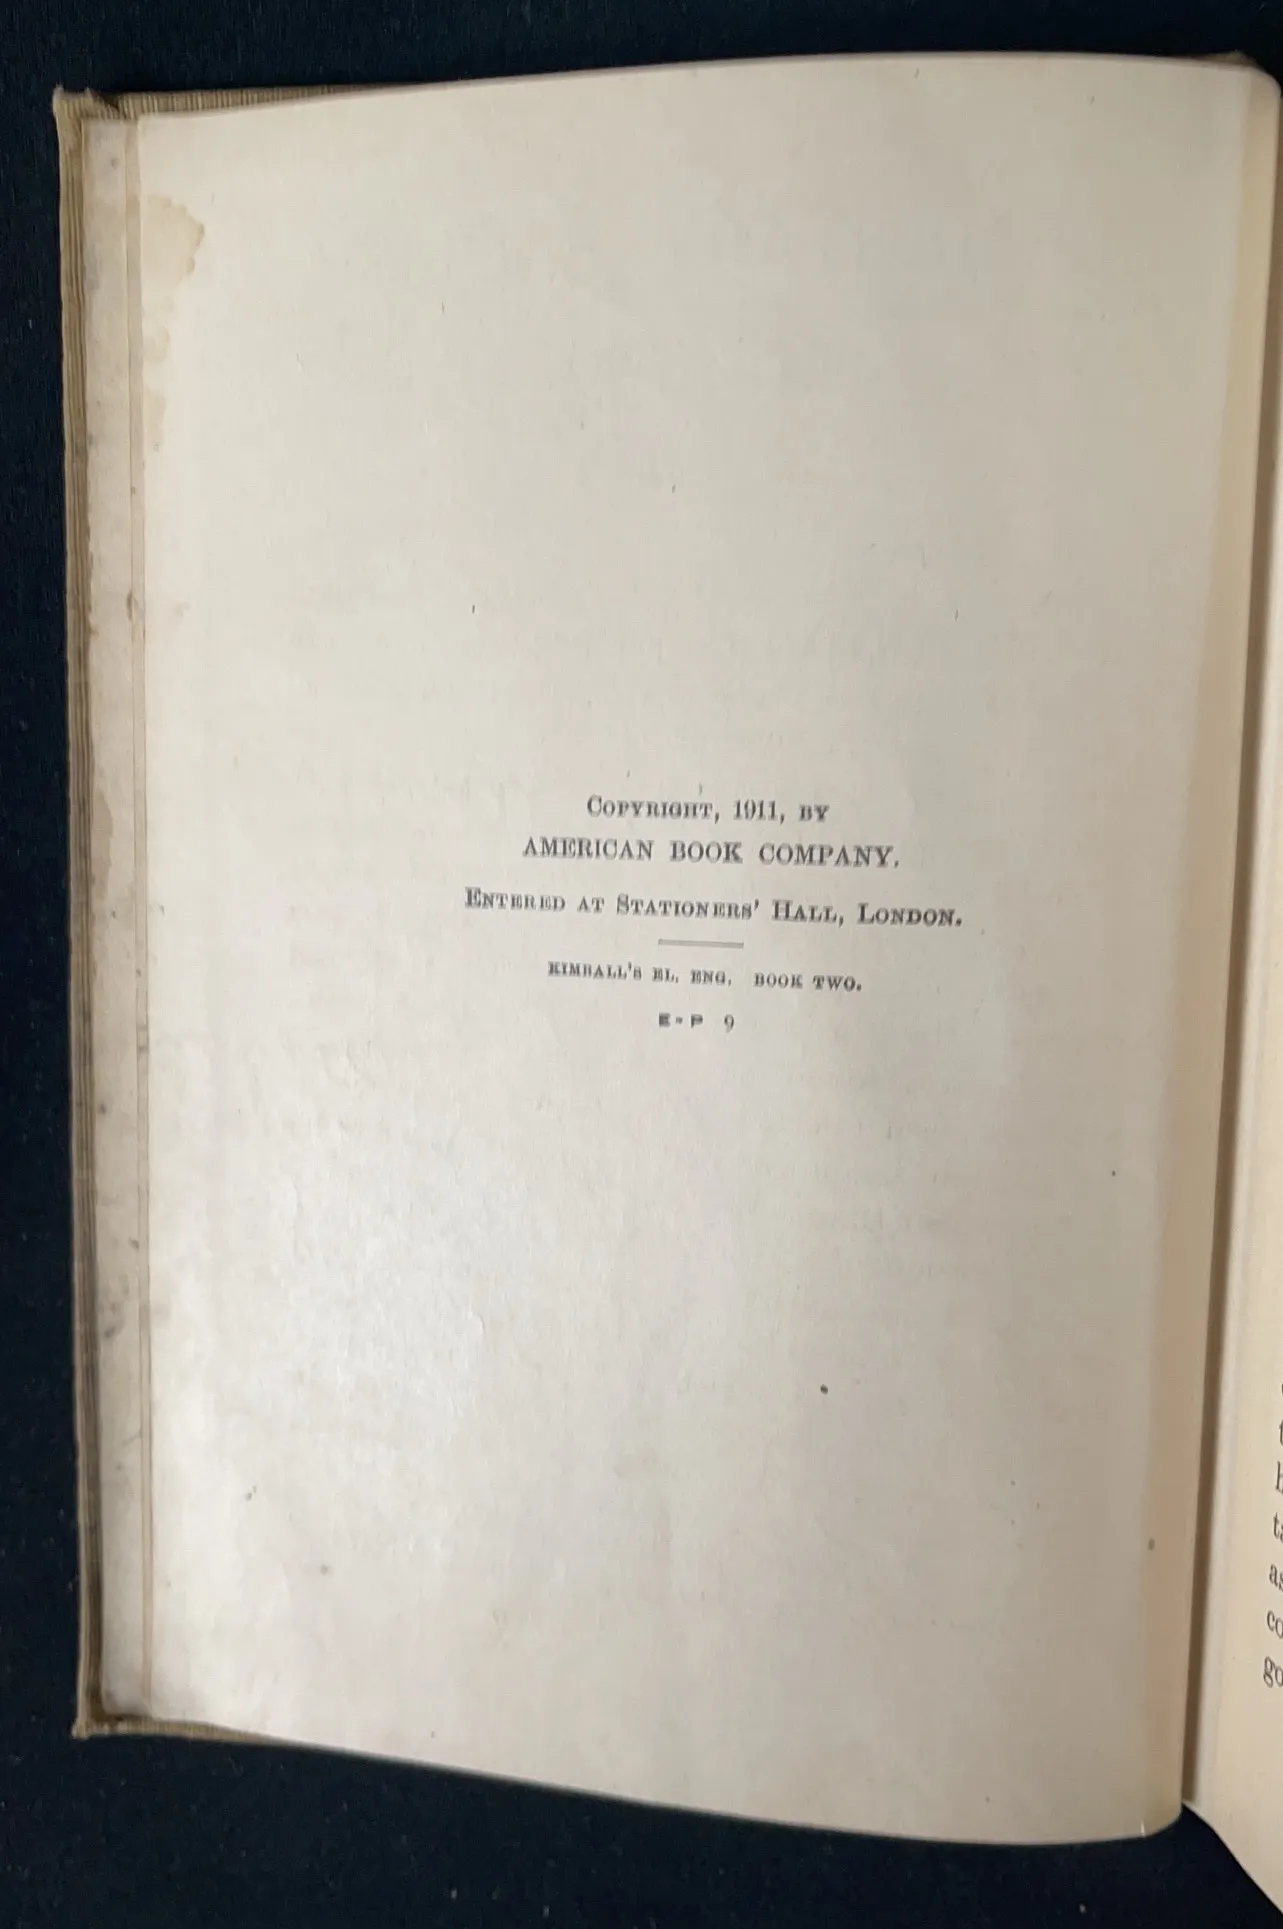 Copyright, 1911, by
AMERICAN BOOK COMPANY.
Entered at Stationers' Hall, London.
KIMBALL'S EL. ENG. BOOK TWO.
E-P 9